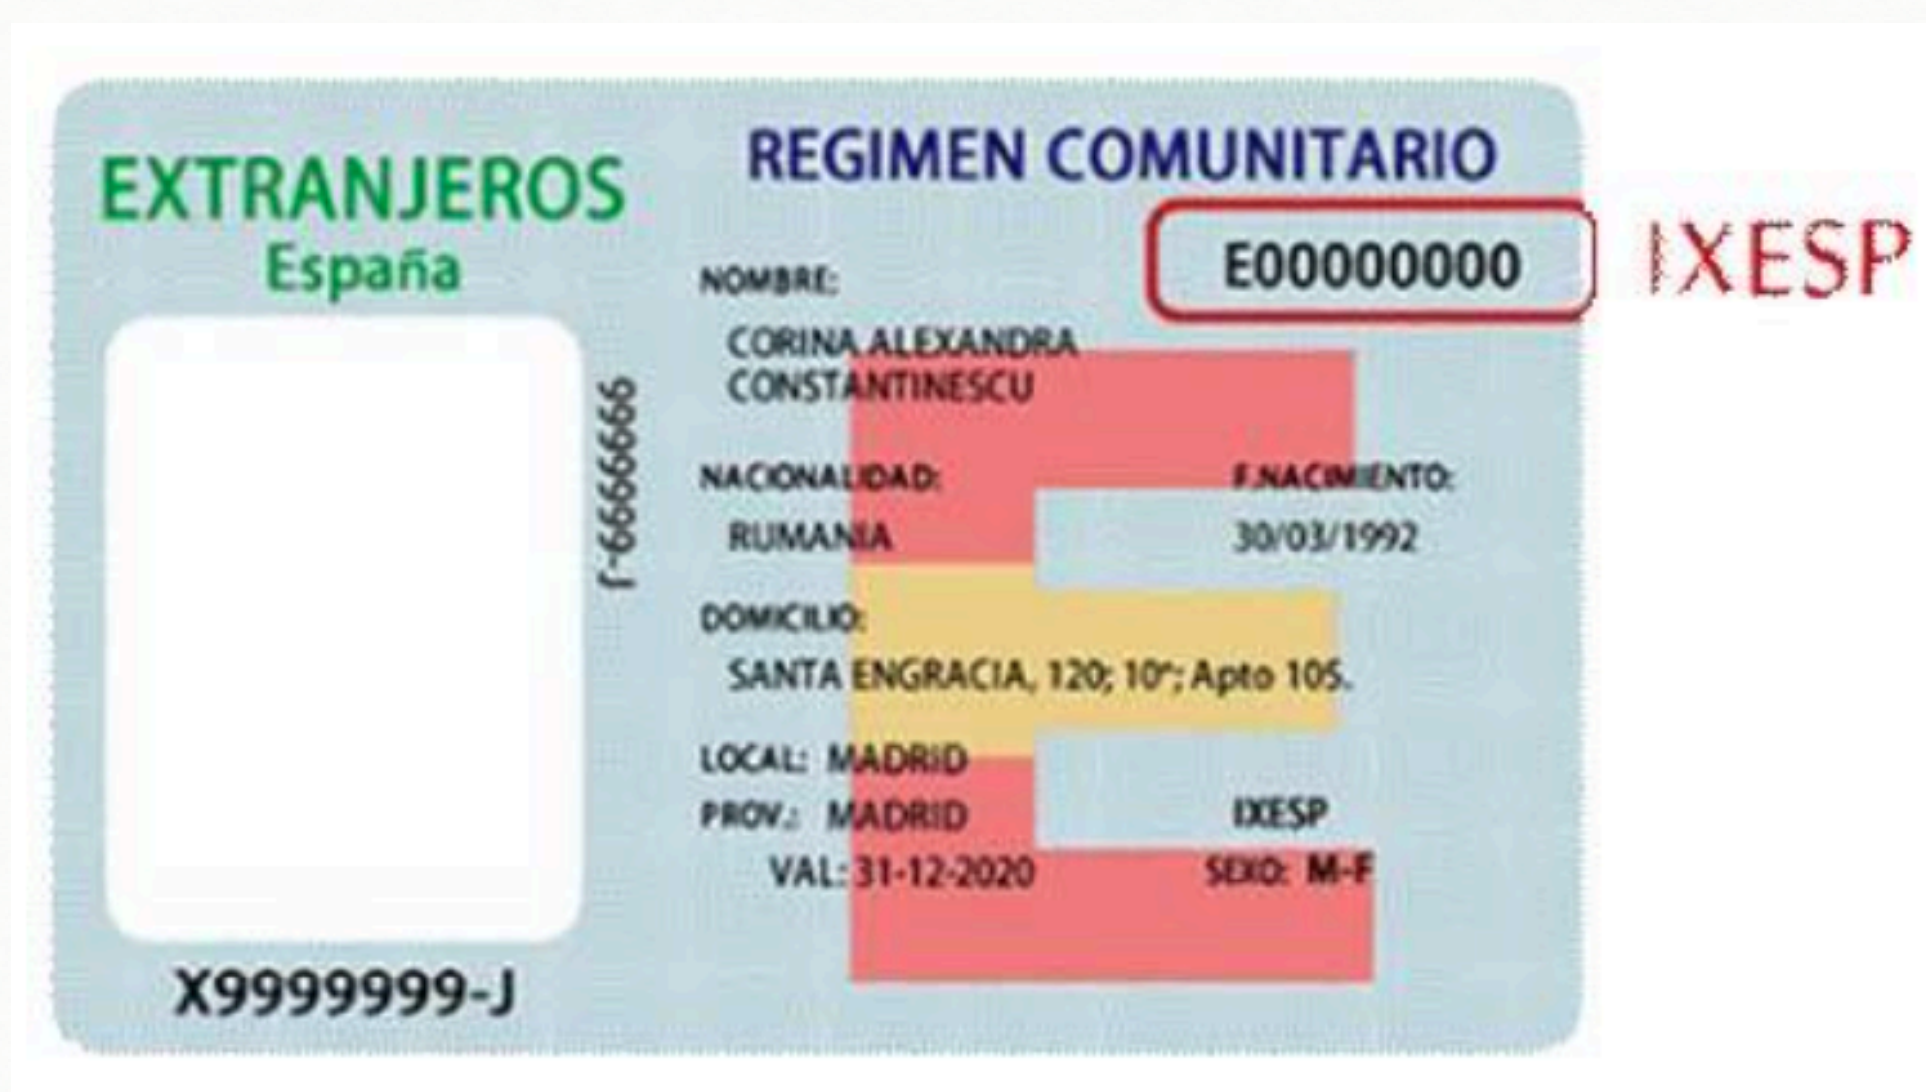 EXTRANJEROS
España
9999999-J
X9999999-J
REGIMEN COMUNITARIO
E00000000
IXESP
NOMBRE:
CORINA ALEXANDRA
CONSTANTINESCU
NACIONALIDAD:
F.NACIMIENTO:
RUMANIA
30/03/1992
DOMICILIO:
SANTA ENGRACIA, 120; 10º; Apto 105.
LOCAL: MADRID
PROV.: MADRID
IXESP
VAL: 31-12-2020
SEXO: M-F